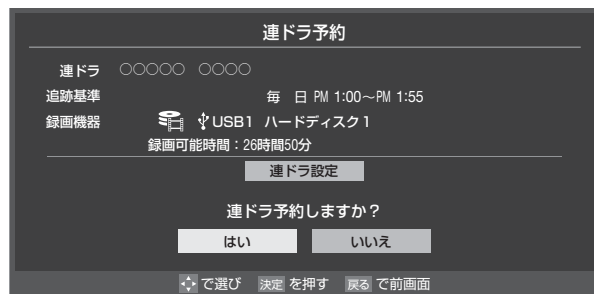 連ドラ予約
連ドラ ○○○○○ ○○○○
追跡基準 毎 日 PM 1:00～PM 1:55
録画機器 USB1 ハードディスク1
録画可能時間：26時間50分
連ドラ設定
連ドラ予約しますか？
はい いいえ
で選び 決定 を押す 戻る で前画面